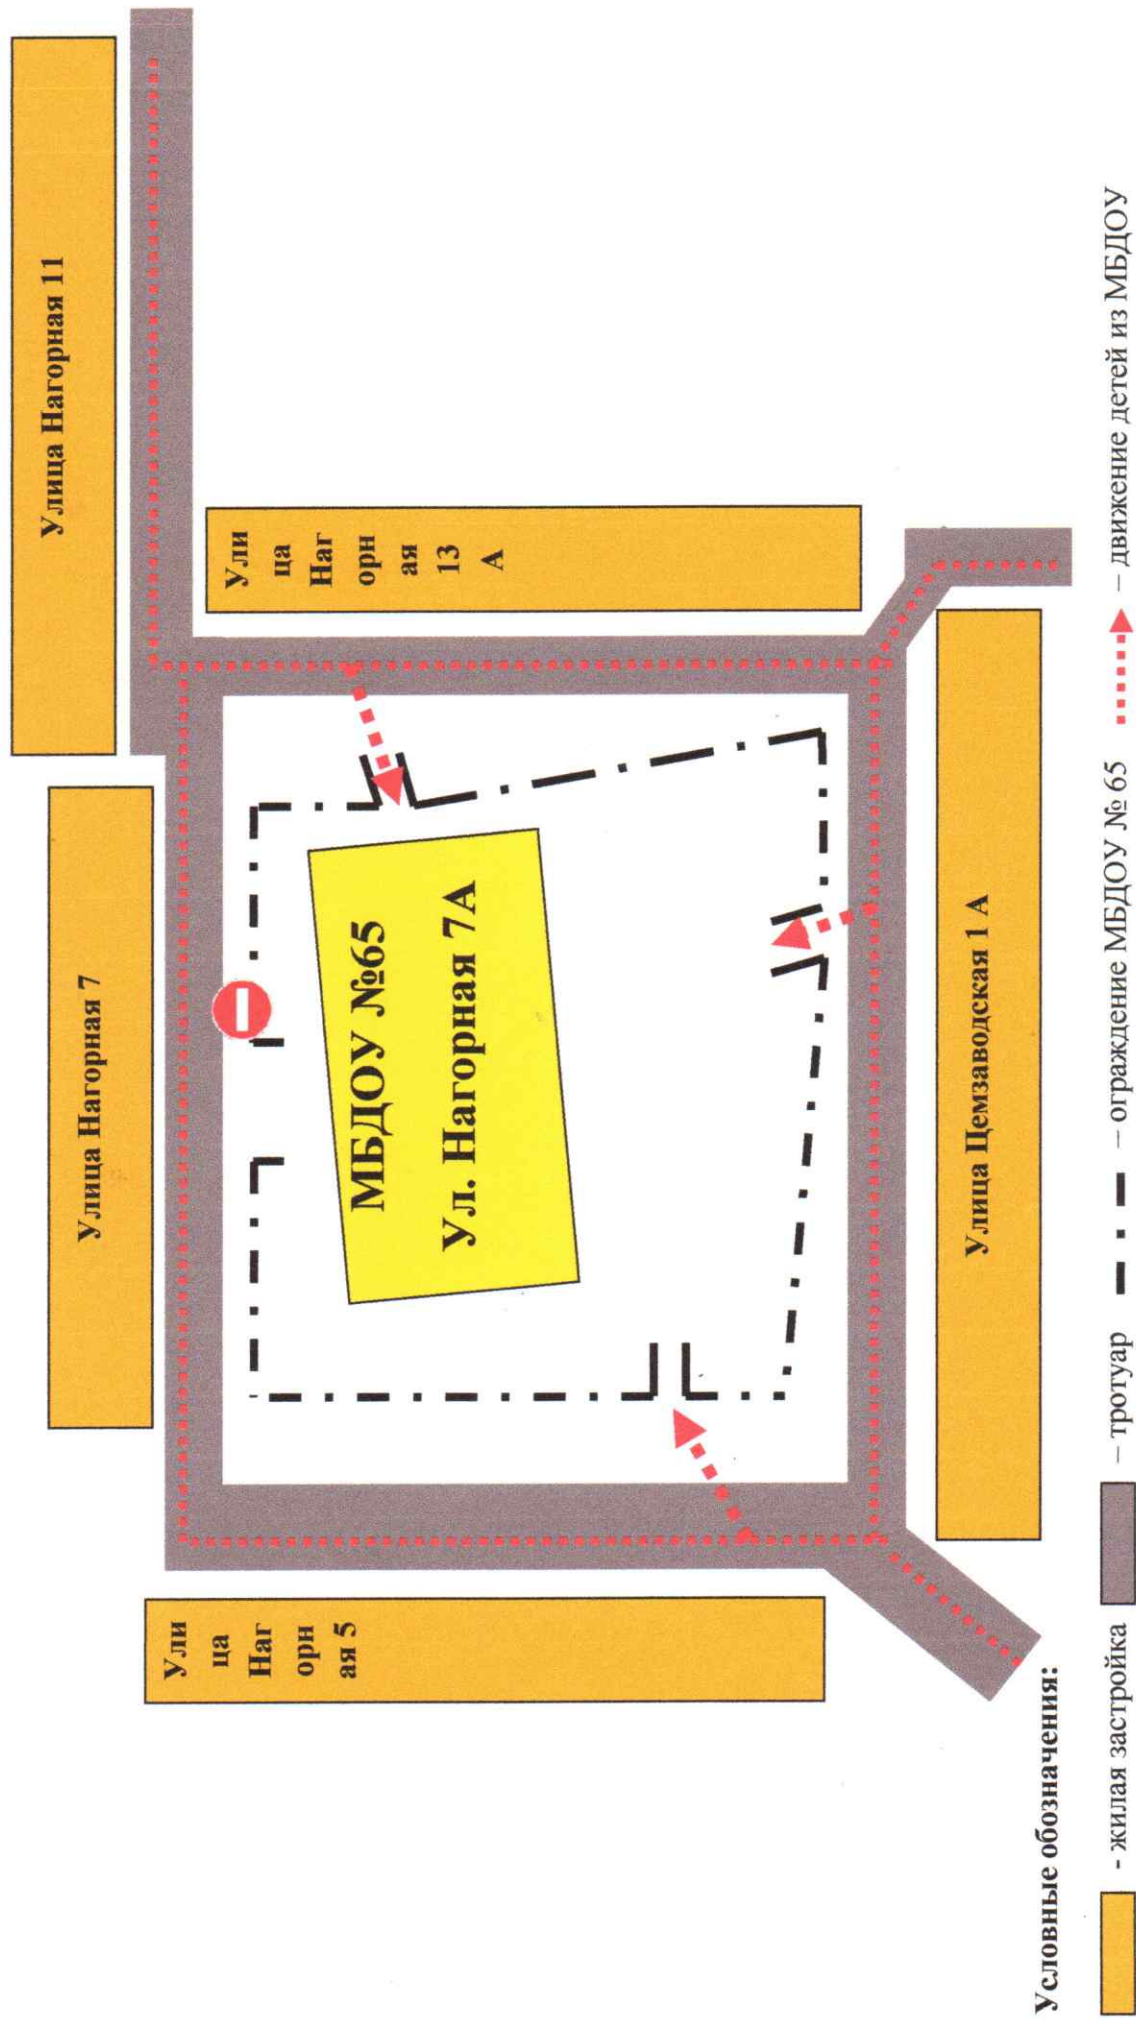 Улица Нагорная 11
Улица Нагорная 7
Ули
ца
Наг
орн
ая
13
А
МБДОУ №65
Ул. Нагорная 7А
Ули
ца
Наг
орн
ая 5
Улица Цемзаводская 1 А
Условные обозначения:
- жилая застройка
– тротуар
– ограждение МБДОУ № 65
– движение детей из МБДОУ